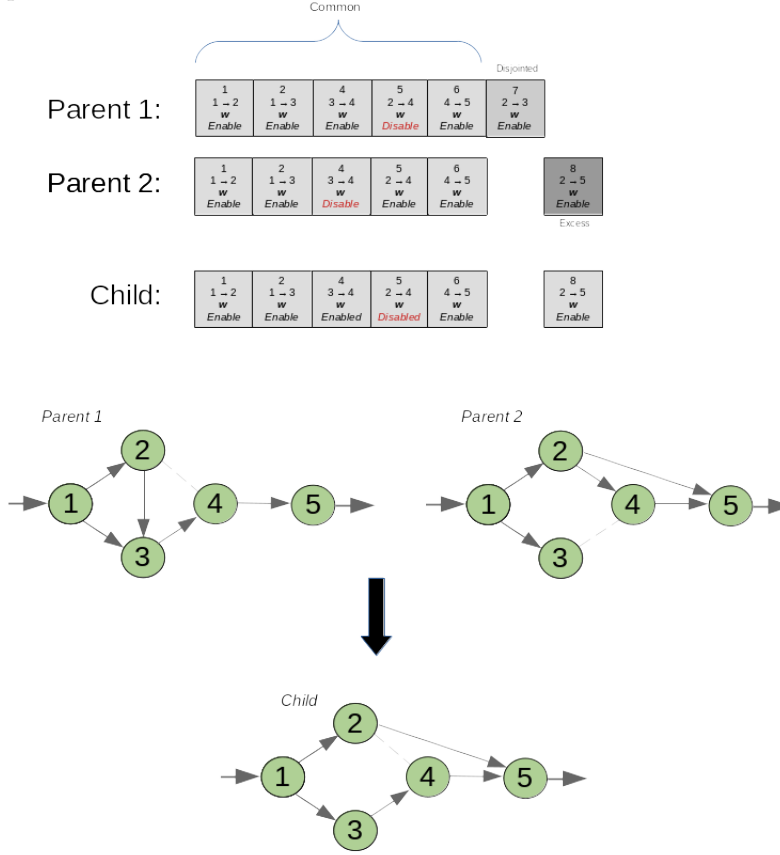 Common
Disjointed
Parent 1:
1
1→2
w
Enable
2
1→3
w
Enable
4
3→4
w
Enable
5
2→4
w
Disable
6
4→5
w
Enable
7
2→3
w
Enable
Parent 2:
1
1→2
w
Enable
2
1→3
w
Enable
4
3→4
w
Disable
5
2→4
w
Enable
6
4→5
w
Enable
8
2→5
w
Enable
Excess
Child:
1
1→2
w
Enable
2
1→3
w
Enable
4
3→4
w
Enabled
5
2→4
w
Disabled
6
4→5
w
Enable
8
2→5
w
Enable
Parent 1
2
1
4
5
3
Parent 2
2
1
4
5
3
Child
2
1
4
5
3